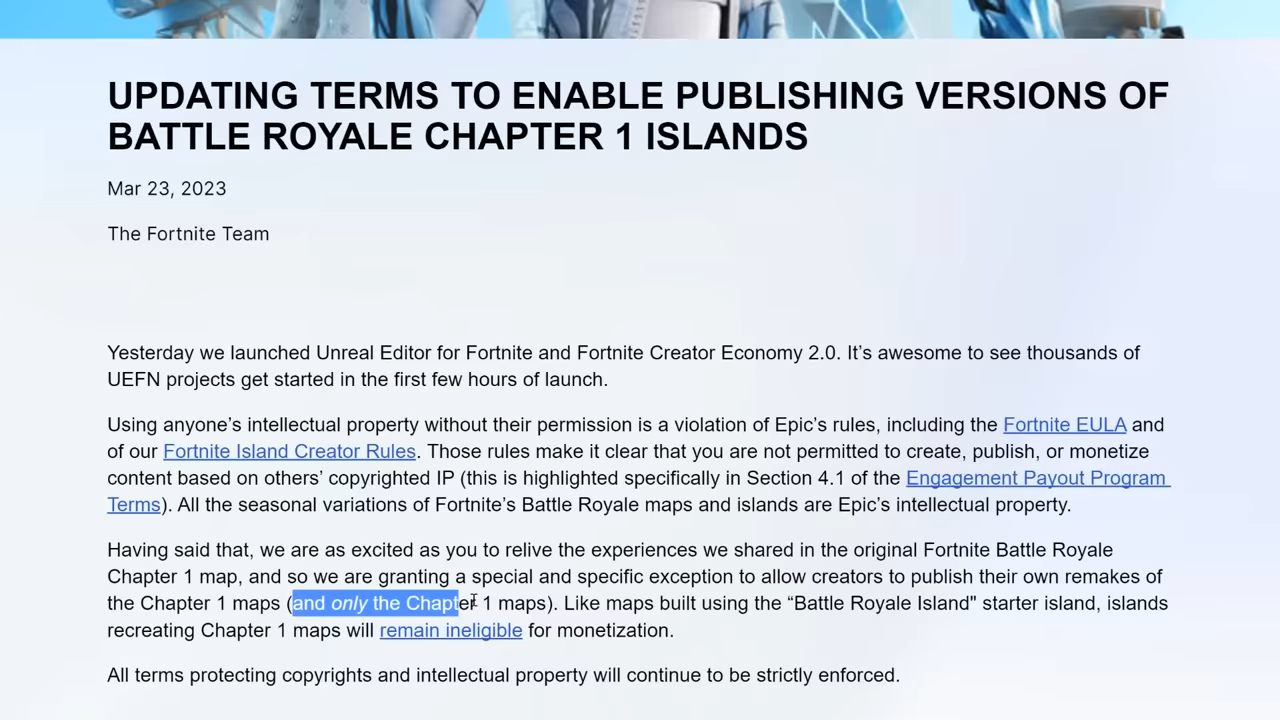 UPDATING TERMS TO ENABLE PUBLISHING VERSIONS OF
BATTLE ROYALE CHAPTER 1 ISLANDS
Mar 23, 2023
The Fortnite Team
Yesterday we launched Unreal Editor for Fortnite and Fortnite Creator Economy 2.0. It’s awesome to see thousands of
UEFN projects get started in the first few hours of launch.
Using anyone’s intellectual property without their permission is a violation of Epic’s rules, including the Fortnite EULA and
of our Fortnite Island Creator Rules. Those rules make it clear that you are not permitted to create, publish, or monetize
content based on others’ copyrighted IP (this is highlighted specifically in Section 4.1 of the Engagement Payout Program
Terms). All the seasonal variations of Fortnite’s Battle Royale maps and islands are Epic’s intellectual property.
Having said that, we are as excited as you to relive the experiences we shared in the original Fortnite Battle Royale
Chapter 1 map, and so we are granting a special and specific exception to allow creators to publish their own remakes of
the Chapter 1 maps (and only the Chapter 1 maps). Like maps built using the “Battle Royale Island" starter island, islands
recreating Chapter 1 maps will remain ineligible for monetization.
All terms protecting copyrights and intellectual property will continue to be strictly enforced.